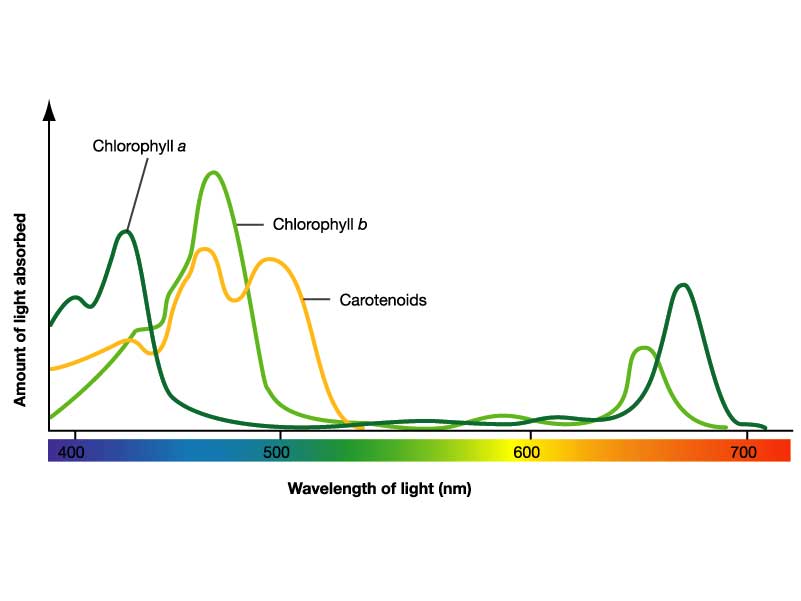 Chlorophyll a
Chlorophyll b
Carotenoids
Amount of light absorbed
400 500 600 700
Wavelength of light (nm)